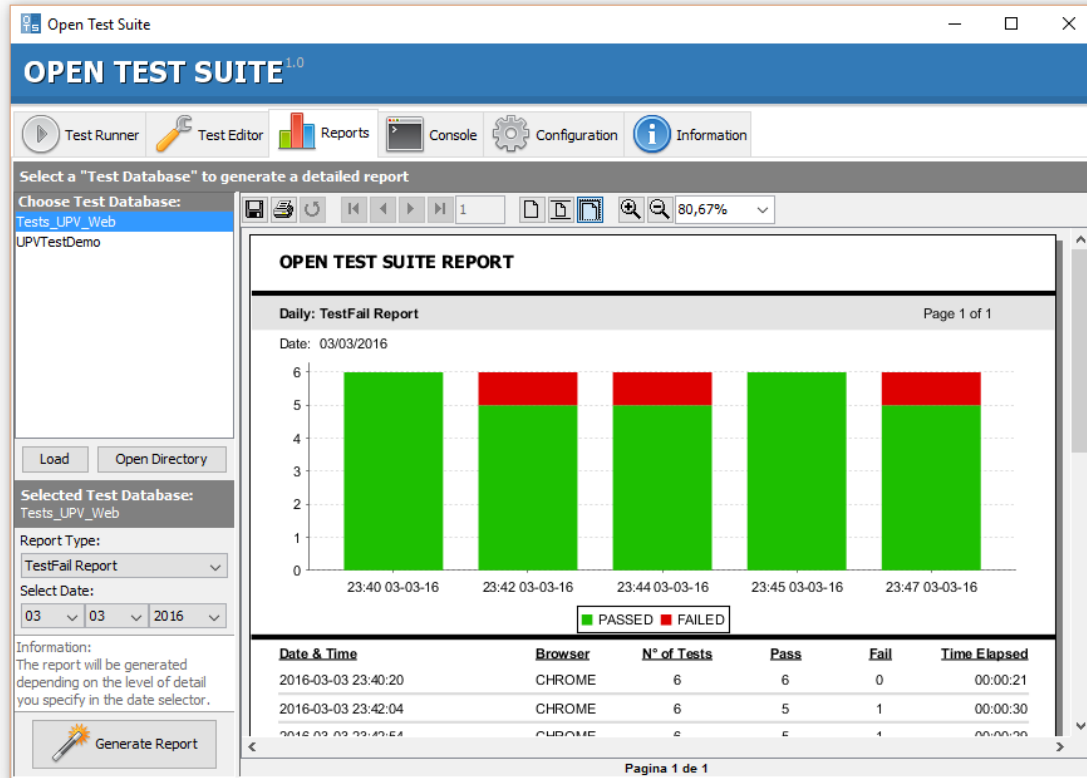 Open Test Suite
OPEN TEST SUITE 1.0
Test Runner
Test Editor
Reports
Console
Configuration
Information
Select a "Test Database" to generate a detailed report
Choose Test Database:
Tests_UPV_Web
UPVTestDemo
Load
Open Directory
Selected Test Database:
Tests_UPV_Web
Report Type:
TestFail Report
Select Date:
03 03 2016
Information:
The report will be generated
depending on the level of detail
you specify in the date selector.
Generate Report
1
80,67%
OPEN TEST SUITE REPORT
Daily: TestFail Report Page 1 of 1
Date: 03/03/2016
6
5
4
3
2
1
0
23:40 03-03-16 23:42 03-03-16 23:44 03-03-16 23:45 03-03-16 23:47 03-03-16
PASSED FAILED
Date & Time Browser N° of Tests Pass Fail Time Elapsed
2016-03-03 23:40:20 CHROME 6 6 0 00:00:21
2016-03-03 23:42:04 CHROME 6 5 1 00:00:30
CHROME 6 5 1
Pagina 1 de 1